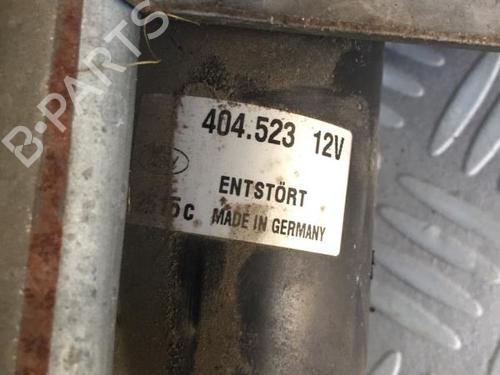 B-PARTS
404.523 12V
ENTSTÖRT
MADE IN GERMANY